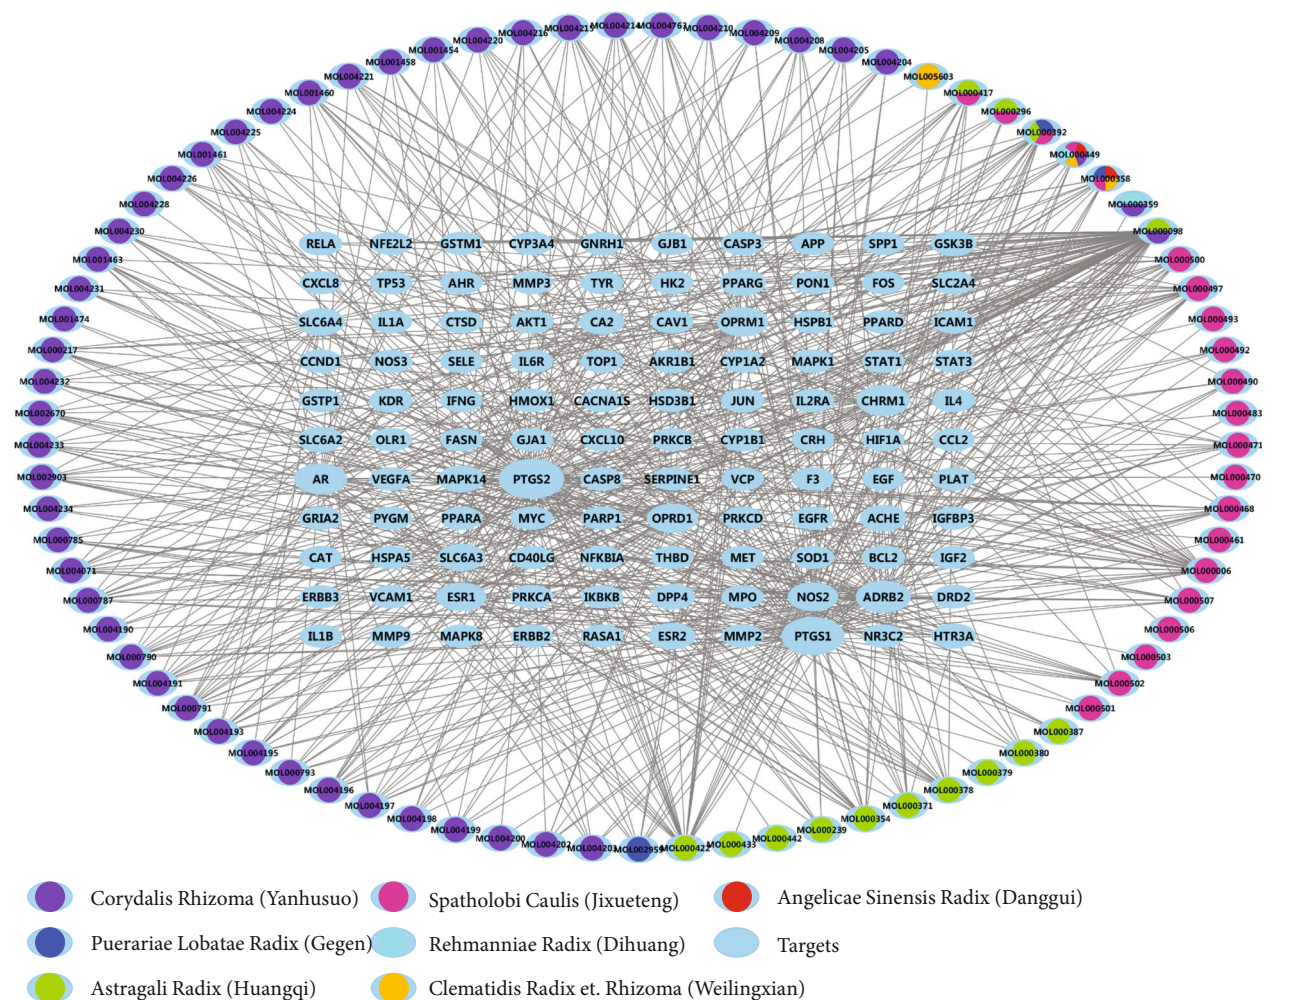 MOL004216 MOL004215 MOL004214 MOL004763 MOL004210 MOL004209
MOL004220 MOL004208
MOL001454 MOL004205
MOL001458 MOL004204
MOL004221 MOL005603
MOL001460 MOL000417
MOL004224 MOL000296
MOL004225 MOL000392
MOL001461 MOL000449
MOL004226 MOL000358
MOL004228 MOL000359
MOL004230 MOL000098
RELA NFE2L2 GSTM1 CYP3A4 GNRH1 GJB1 CASP3 APP SPP1 GSK3B
MOL001463 MOL000500
CXCL8 TP53 AHR MMP3 TYR HK2 PPARG PON1 FOS SLC2A4
MOL004231 MOL000497
MOL001474 MOL000493
SLC6A4 IL1A CTSD AKT1 CA2 CAV1 OPRM1 HSPB1 PPARD ICAM1
MOL000217 MOL000492
CCND1 NOS3 SELE IL6R TOP1 AKR1B1 CYP1A2 MAPK1 STAT1 STAT3
MOL004232 MOL000490
GSTP1 KDR IFNG HMOX1 CACNA1S HSD3B1 JUN IL2RA CHRM1 IL4
MOL002670 MOL000483
SLC6A2 OLR1 FASN GJA1 CXCL10 PRKCB CYP1B1 CRH HIF1A CCL2
MOL004233 MOL000471
MOL002903 MOL000470
AR VEGFA MAPK14 PTGS2 CASP8 SERPINE1 VCP F3 EGF PLAT
MOL004234 MOL000468
GRIA2 PYGM PPARA MYC PARP1 OPRD1 PRKCD EGFR ACHE IGFBP3
MOL000785 MOL000461
CAT HSPA5 SLC6A3 CD40LG NFKBIA THBD MET SOD1 BCL2 IGF2
MOL004071 MOL000006
ERBB3 VCAM1 ESR1 PRKCA IKBKB DPP4 MPO NOS2 ADRB2 DRD2
MOL000787 MOL000507
MOL004190 MOL000506
IL1B MMP9 MAPK8 ERBB2 RASA1 ESR2 MMP2 PTGS1 NR3C2 HTR3A
MOL000790 MOL000503
MOL004191 MOL000502
MOL000791 MOL000501
MOL004193 MOL000387
MOL004195 MOL000380
MOL000793 MOL000379
MOL004196 MOL000378
MOL004197 MOL000371
MOL004198 MOL000354
MOL004199 MOL000239
MOL004200 MOL000442
MOL004202 MOL004203 MOL002959 MOL000422 MOL000433
Corydalis Rhizoma (Yanhusuo) Spatholobi Caulis (Jixueteng) Angelicae Sinensis Radix (Danggui)
Puerariae Lobatae Radix (Gegen) Rehmanniae Radix (Dihuang) Targets
Astragali Radix (Huangqi) Clematidis Radix et. Rhizoma (Weilingxian)